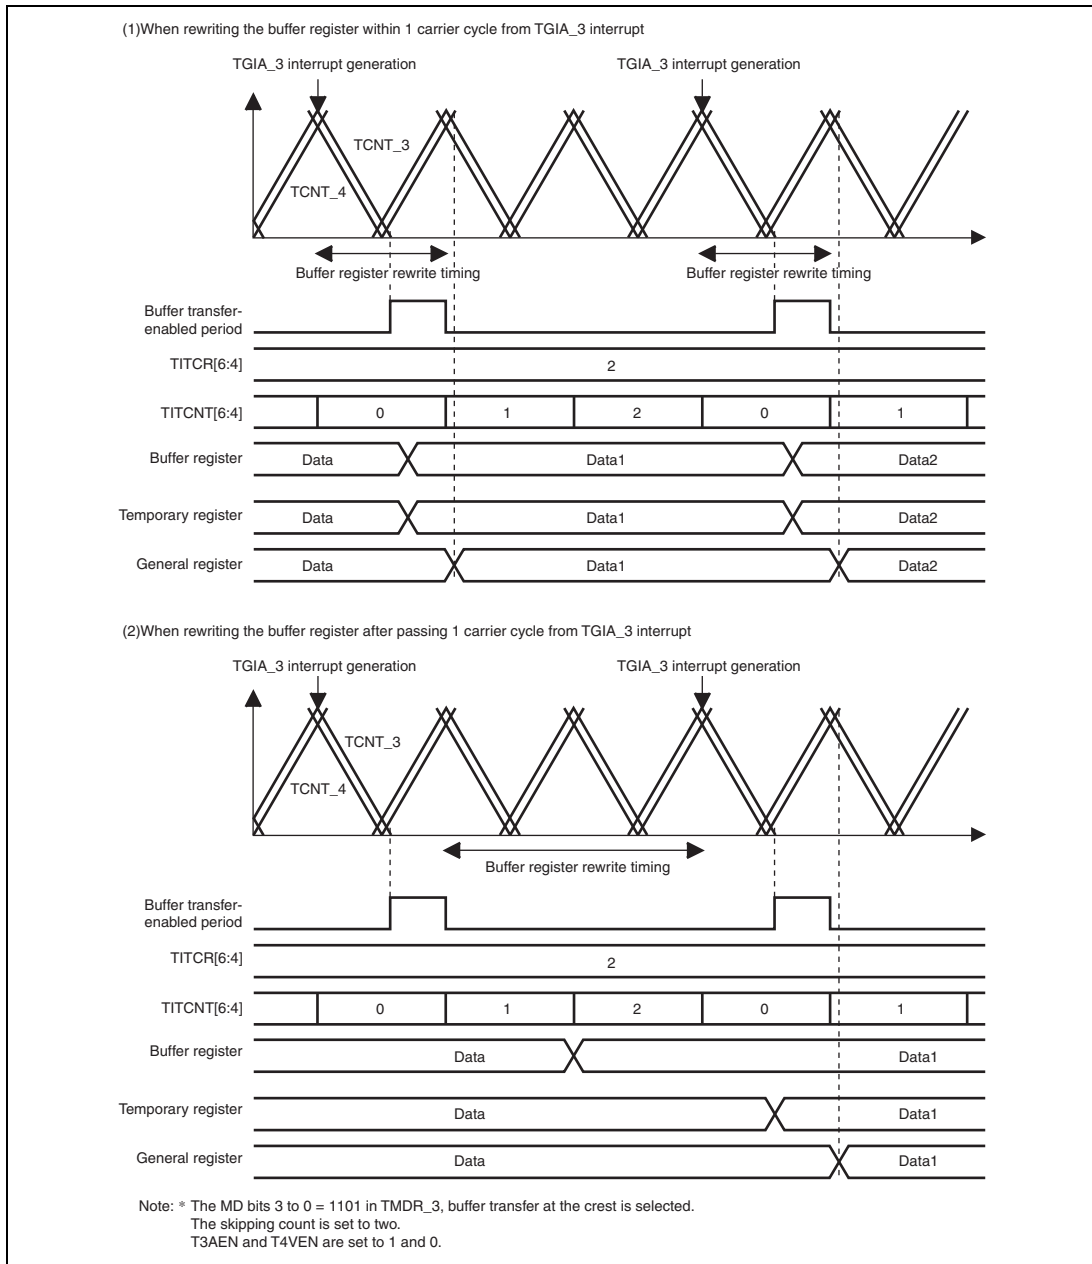 (1)When rewriting the buffer register within 1 carrier cycle from TGIA_3 interrupt
TGIA_3 interrupt generation
TGIA_3 interrupt generation
TCNT_3
TCNT_4
Buffer register rewrite timing
Buffer register rewrite timing
Buffer transfer-
enabled period
TITCR[6:4]
2
TITCNT[6:4]
0
1
2
0
1
Buffer register
Data
Data1
Data2
Temporary register
Data
Data1
Data2
General register
Data
Data1
Data2
(2)When rewriting the buffer register after passing 1 carrier cycle from TGIA_3 interrupt
TGIA_3 interrupt generation
TGIA_3 interrupt generation
TCNT_3
TCNT_4
Buffer register rewrite timing
Buffer transfer-
enabled period
TITCR[6:4]
2
TITCNT[6:4]
0
1
2
0
1
Buffer register
Data
Data1
Temporary register
Data
Data1
General register
Data
Data1
Note: * The MD bits 3 to 0 = 1101 in TMDR_3, buffer transfer at the crest is selected.
The skipping count is set to two.
T3AEN and T4VEN are set to 1 and 0.